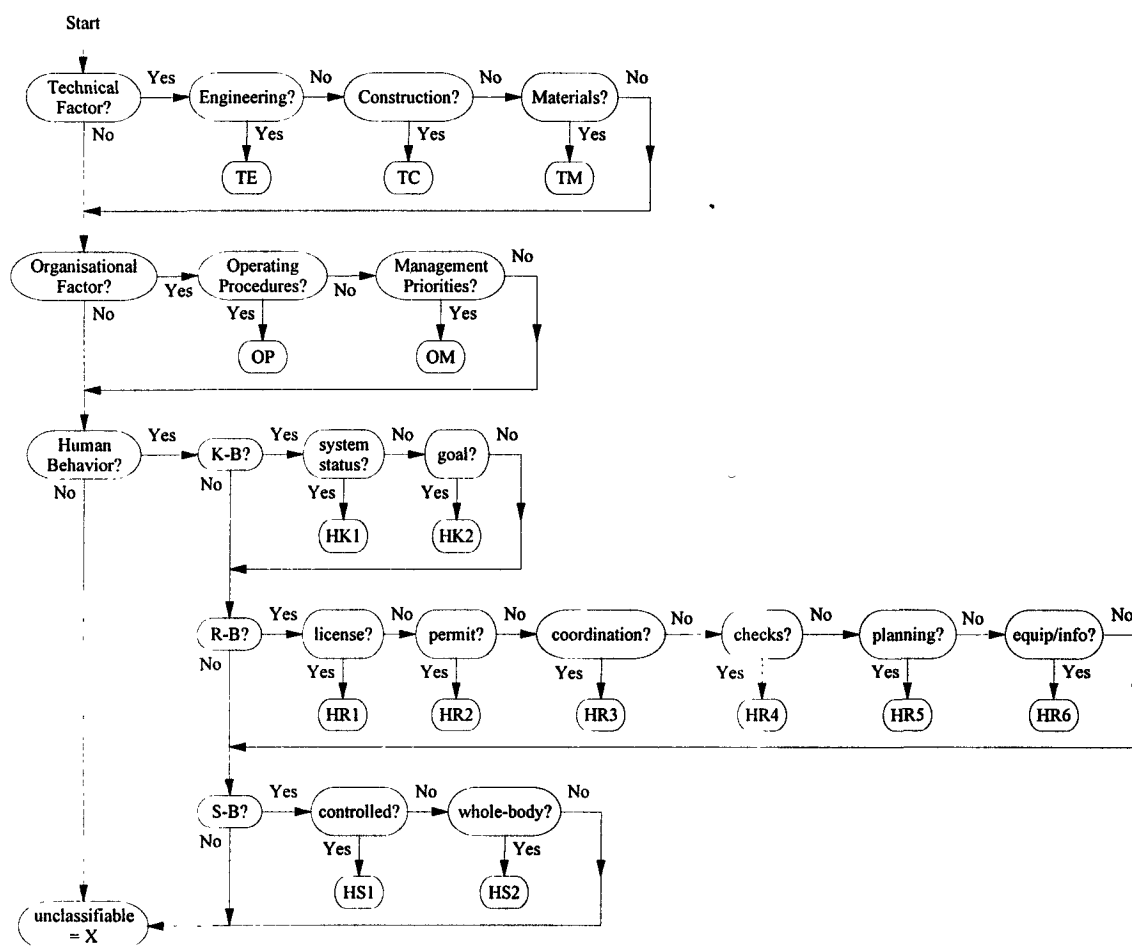 Start
Technical
Factor?
Yes
Engineering?
No
Construction?
No
Materials?
No
No
Yes
Yes
Yes
TE
TC
TM
Organisational
Factor?
Yes
Operating
Procedures?
No
Management
Priorities?
No
No
Yes
Yes
OP
OM
Human
Behavior?
Yes
K-B?
Yes
system
status?
No
goal?
No
No
No
Yes
Yes
HK1
HK2
R-B?
Yes
license?
No
permit?
No
coordination?
No
checks?
No
planning?
No
equip/info?
No
No
Yes
Yes
Yes
Yes
Yes
Yes
HR1
HR2
HR3
HR4
HR5
HR6
S-B?
Yes
controlled?
No
whole-body?
No
No
Yes
Yes
HS1
HS2
unclassifiable
= X